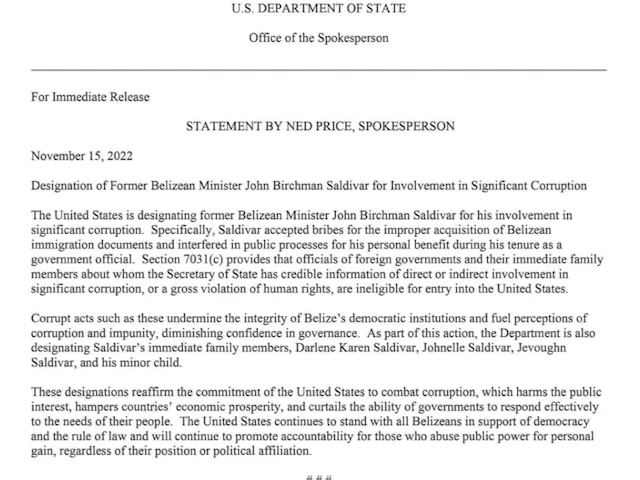 U.S. DEPARTMENT OF STATE
Office of the Spokesperson
For Immediate Release
STATEMENT BY NED PRICE, SPOKESPERSON
November 15, 2022
Designation of Former Belizean Minister John Birchman Saldivar for Involvement in Significant Corruption
The United States is designating former Belizean Minister John Birchman Saldivar for his involvement in
significant corruption.  Specifically, Saldivar accepted bribes for the improper acquisition of Belizean
immigration documents and interfered in public processes for his personal benefit during his tenure as a
government official.  Section 7031(c) provides that officials of foreign governments and their immediate family
members about whom the Secretary of State has credible information of direct or indirect involvement in
significant corruption, or a gross violation of human rights, are ineligible for entry into the United States.
Corrupt acts such as these undermine the integrity of Belize’s democratic institutions and fuel perceptions of
corruption and impunity, diminishing confidence in governance.  As part of this action, the Department is also
designating Saldivar’s immediate family members, Darlene Karen Saldivar, Johnelle Saldivar, Jevoughn
Saldivar, and his minor child.
These designations reaffirm the commitment of the United States to combat corruption, which harms the public
interest, hampers countries’ economic prosperity, and curtails the ability of governments to respond effectively
to the needs of their people.  The United States continues to stand with all Belizeans in support of democracy
and the rule of law and will continue to promote accountability for those who abuse public power for personal
gain, regardless of their position or political affiliation.
# # #